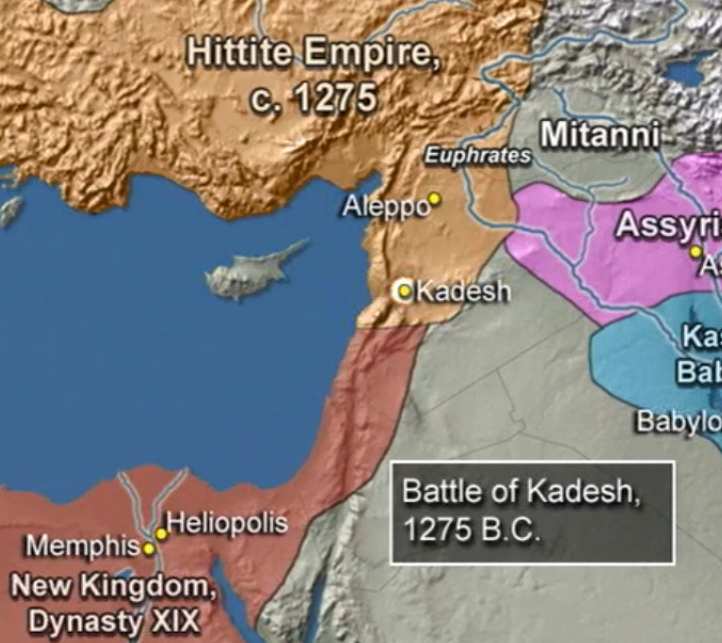 Hittite Empire,
c. 1275
Mitanni
Euphrates
Aleppo
Assyri
As
Kadesh
Kas
Bab
Babylo
Battle of Kadesh,
1275 B.C.
Heliopolis
Memphis
New Kingdom,
Dynasty XIX